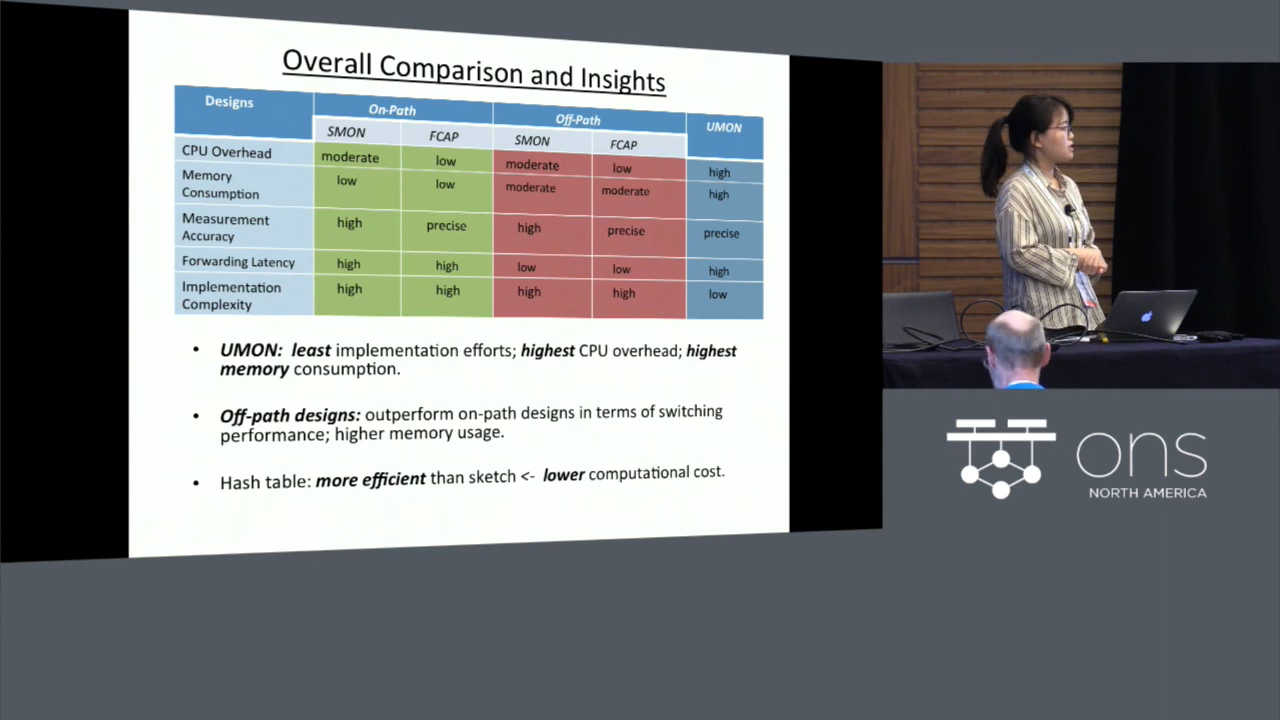 Overall Comparison and Insights
Designs On-Path Off-Path UMON
SMON FCAP SMON FCAP
CPU Overhead moderate low moderate low high
Memory Consumption low low moderate moderate high
Measurement Accuracy high precise high precise precise
Forwarding Latency high high low low high
Implementation Complexity high high high high low
• UMON: least implementation efforts; highest CPU overhead; highest
memory consumption.
• Off-path designs: outperform on-path designs in terms of switching
performance; higher memory usage.
• Hash table: more efficient than sketch <- lower computational cost.
ons
NORTH AMERICA